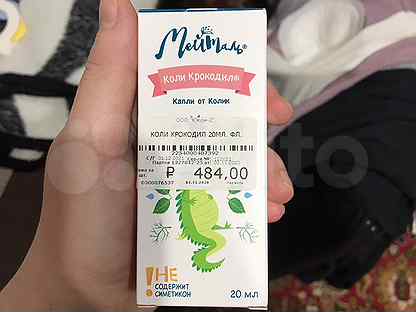 Мейталь®
Коли Крокодил®
Капли от Колик
КОЛИ КРОКОДИЛ 20МЛ. ФЛ.
₽ 484,00
НЕ
СОДЕРЖИТ
СИМЕТИКОН
20 мл